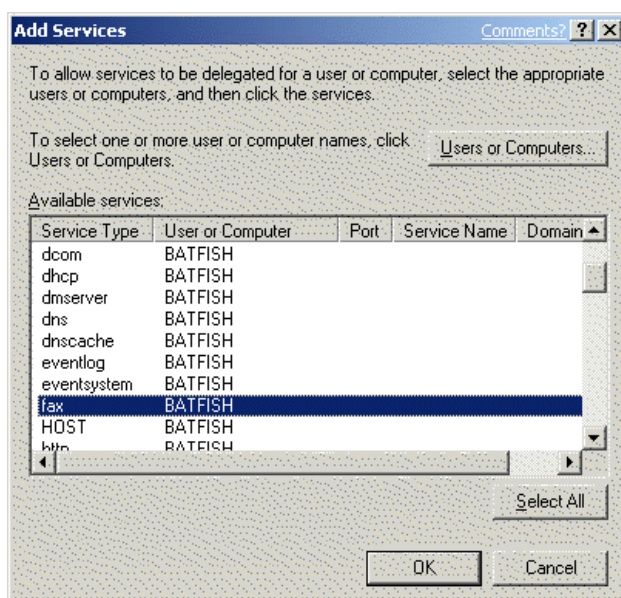 Add Services Comments? ? X
To allow services to be delegated for a user or computer, select the appropriate
users or computers, and then click the services.
To select one or more user or computer names, click
Users or Computers.
Users or Computers...
Available services:
Service Type User or Computer Port Service Name Domain
dcom BATFISH
dhcp BATFISH
dmserver BATFISH
dns BATFISH
dnscache BATFISH
eventlog BATFISH
eventsystem BATFISH
fax BATFISH
HOST BATFISH
http BATFISH
Select All
OK Cancel